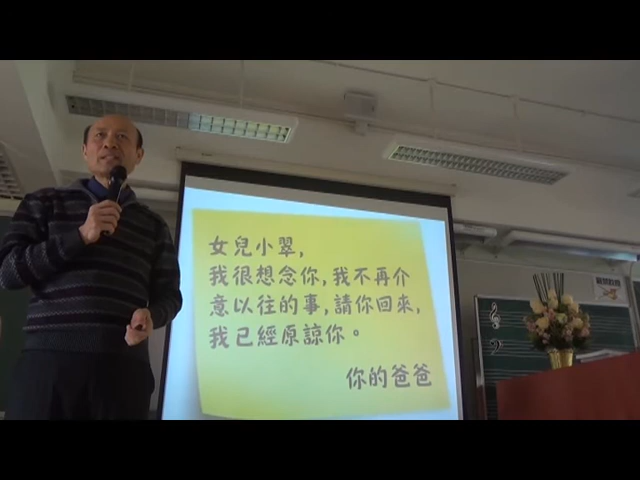 女兒小翠,
我很想念你,我不再介
意以往的事,請你回來,
我已經原諒你。
你的爸爸